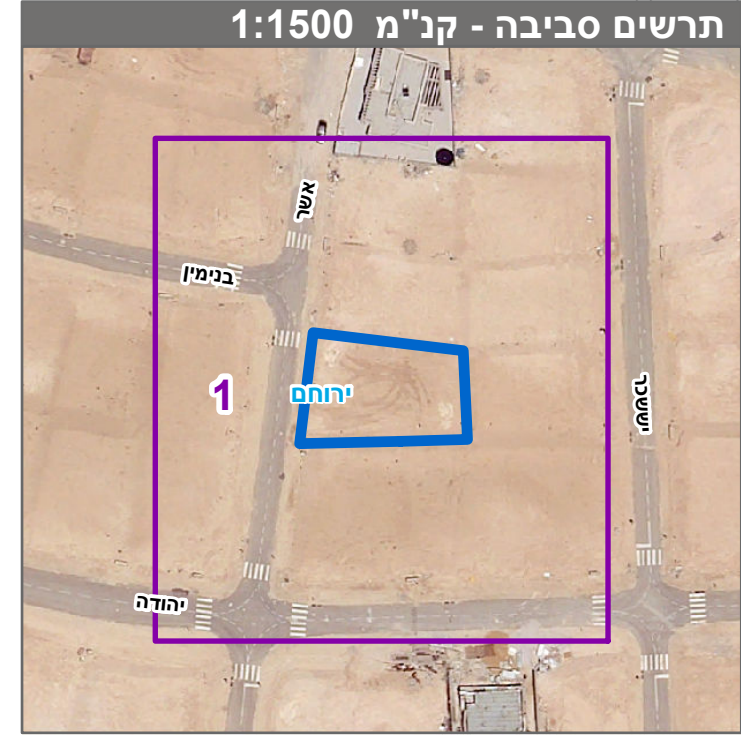 תרשים סביבה - קנ"מ 1:1500
אשר
בנימין
ירוחם
1
יששכר
יהודה